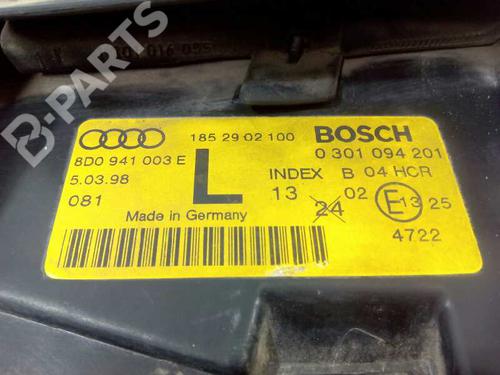 B-PARTS
185 29 02 100
BOSCH
8D0 941 003 E
0 301 094 201
5.03.98
L
INDEX B 04 HCR
081
13 24 02 E 13 25
Made in Germany
4722